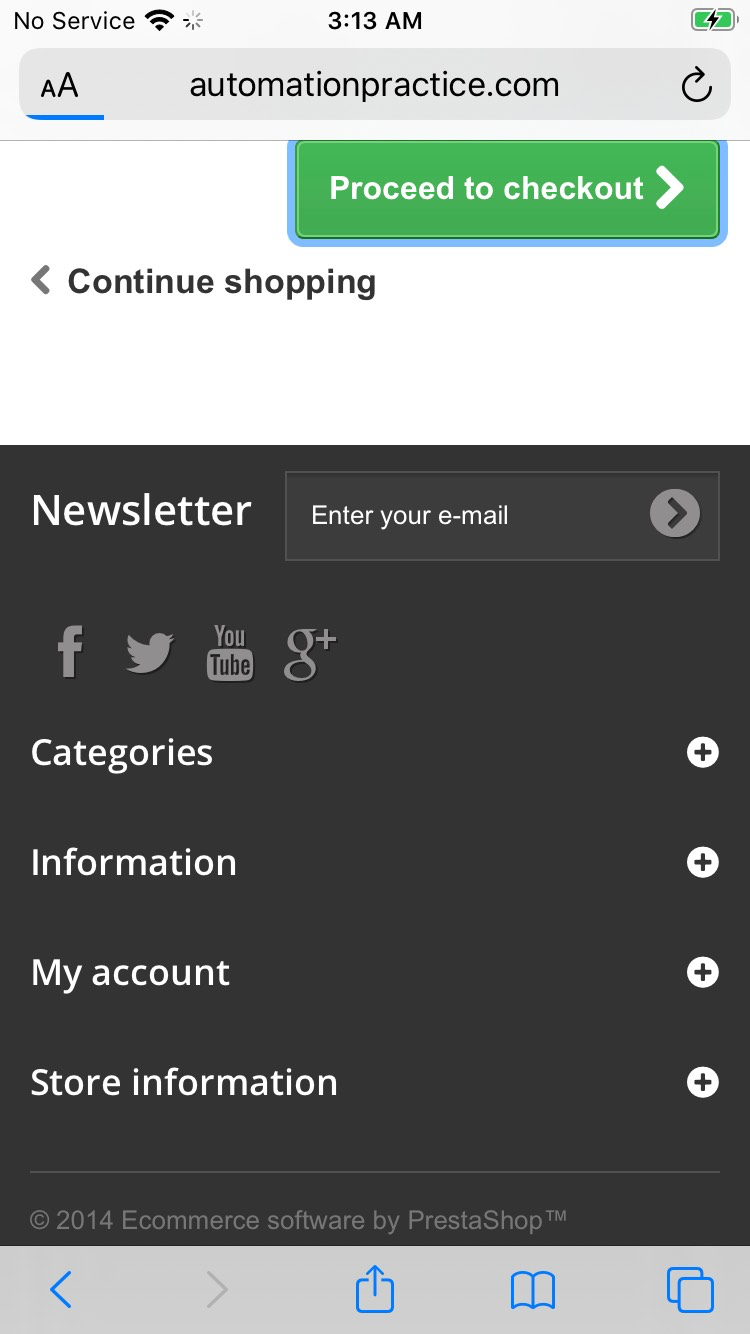 No Service
3:13 AM
AA
automationpractice.com
Proceed to checkout
Continue shopping
Newsletter
Enter your e-mail
f
You
Tube
g+
Categories
Information
My account
Store information
© 2014 Ecommerce software by PrestaShop™